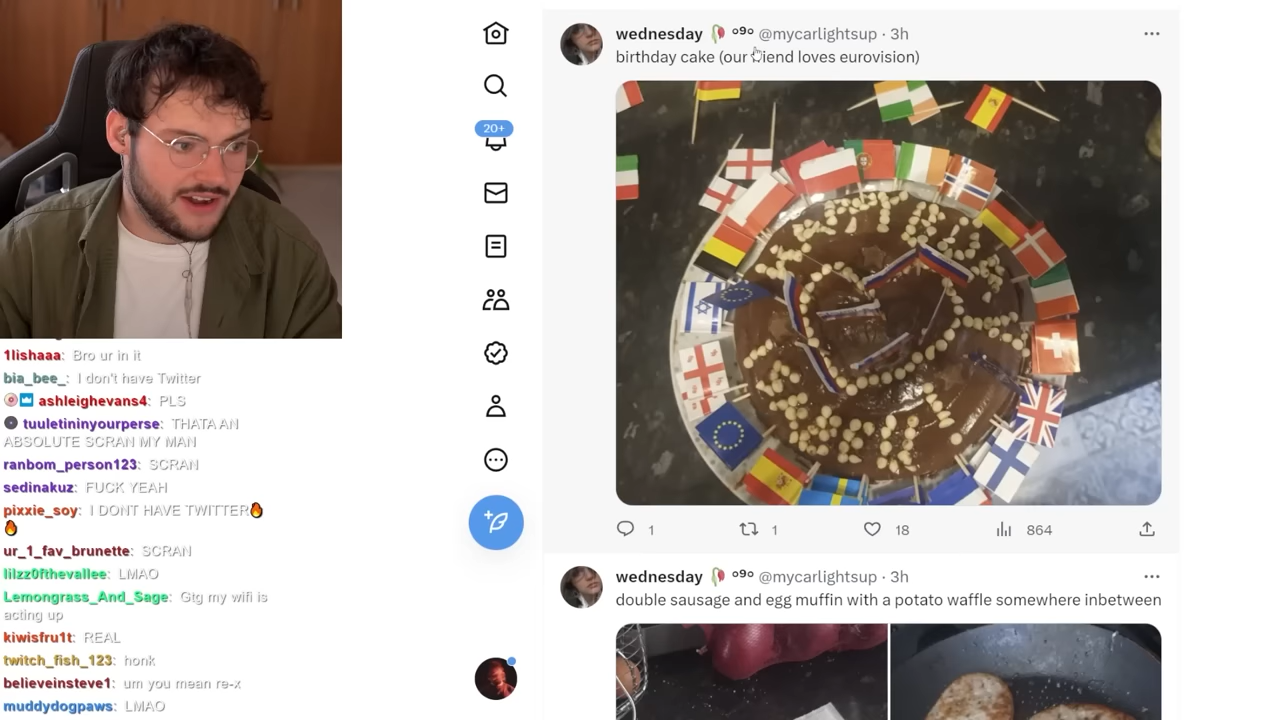 wednesday 🥀 º9º @mycarlightsup · 3h
birthday cake (our friend loves eurovision)
20+
1
1
18
864
wednesday 🥀 º9º @mycarlightsup · 3h
double sausage and egg muffin with a potato waffle somewhere inbetween
1lishaaa: Bro ur in it
bia_bee_: I don't have Twitter
ashleighevans4: PLS
tuuletininyourperse: THATA AN
ABSOLUTE SCRAN MY MAN
ranbom_person123: SCRAN
sedinakuz: FUCK YEAH
pixxie_soy: I DONT HAVE TWITTER🔥
🔥
ur_1_fav_brunette: SCRAN
lilzz0fthevallee: LMAO
Lemongrass_And_Sage: Gtg my wifi is
acting up
kiwisfru1t: REAL
twitch_fish_123: honk
believeinsteve1: um you mean re-x
muddydogpaws: LMAO